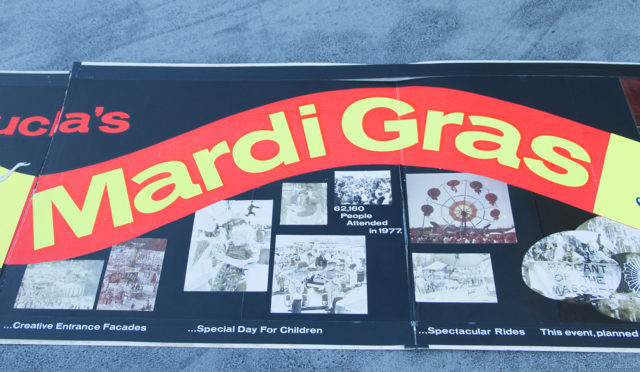 ucla's
Mardi Gras
62,160
People
Attended
in 1977.
...Creative Entrance Facades
...Special Day For Children
...Spectacular Rides
This event, planned